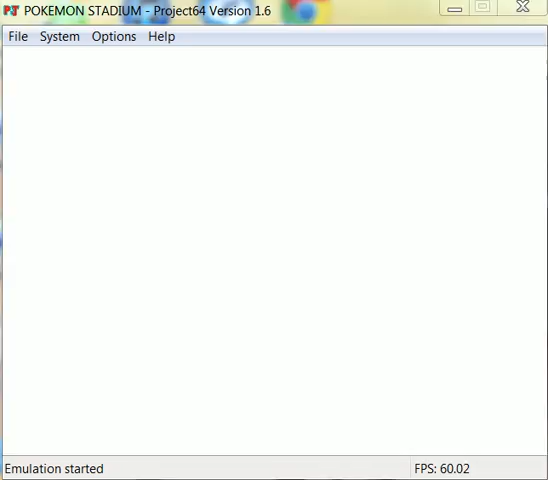 POKEMON STADIUM - Project64 Version 1.6
File System Options Help
Emulation started FPS: 60.02